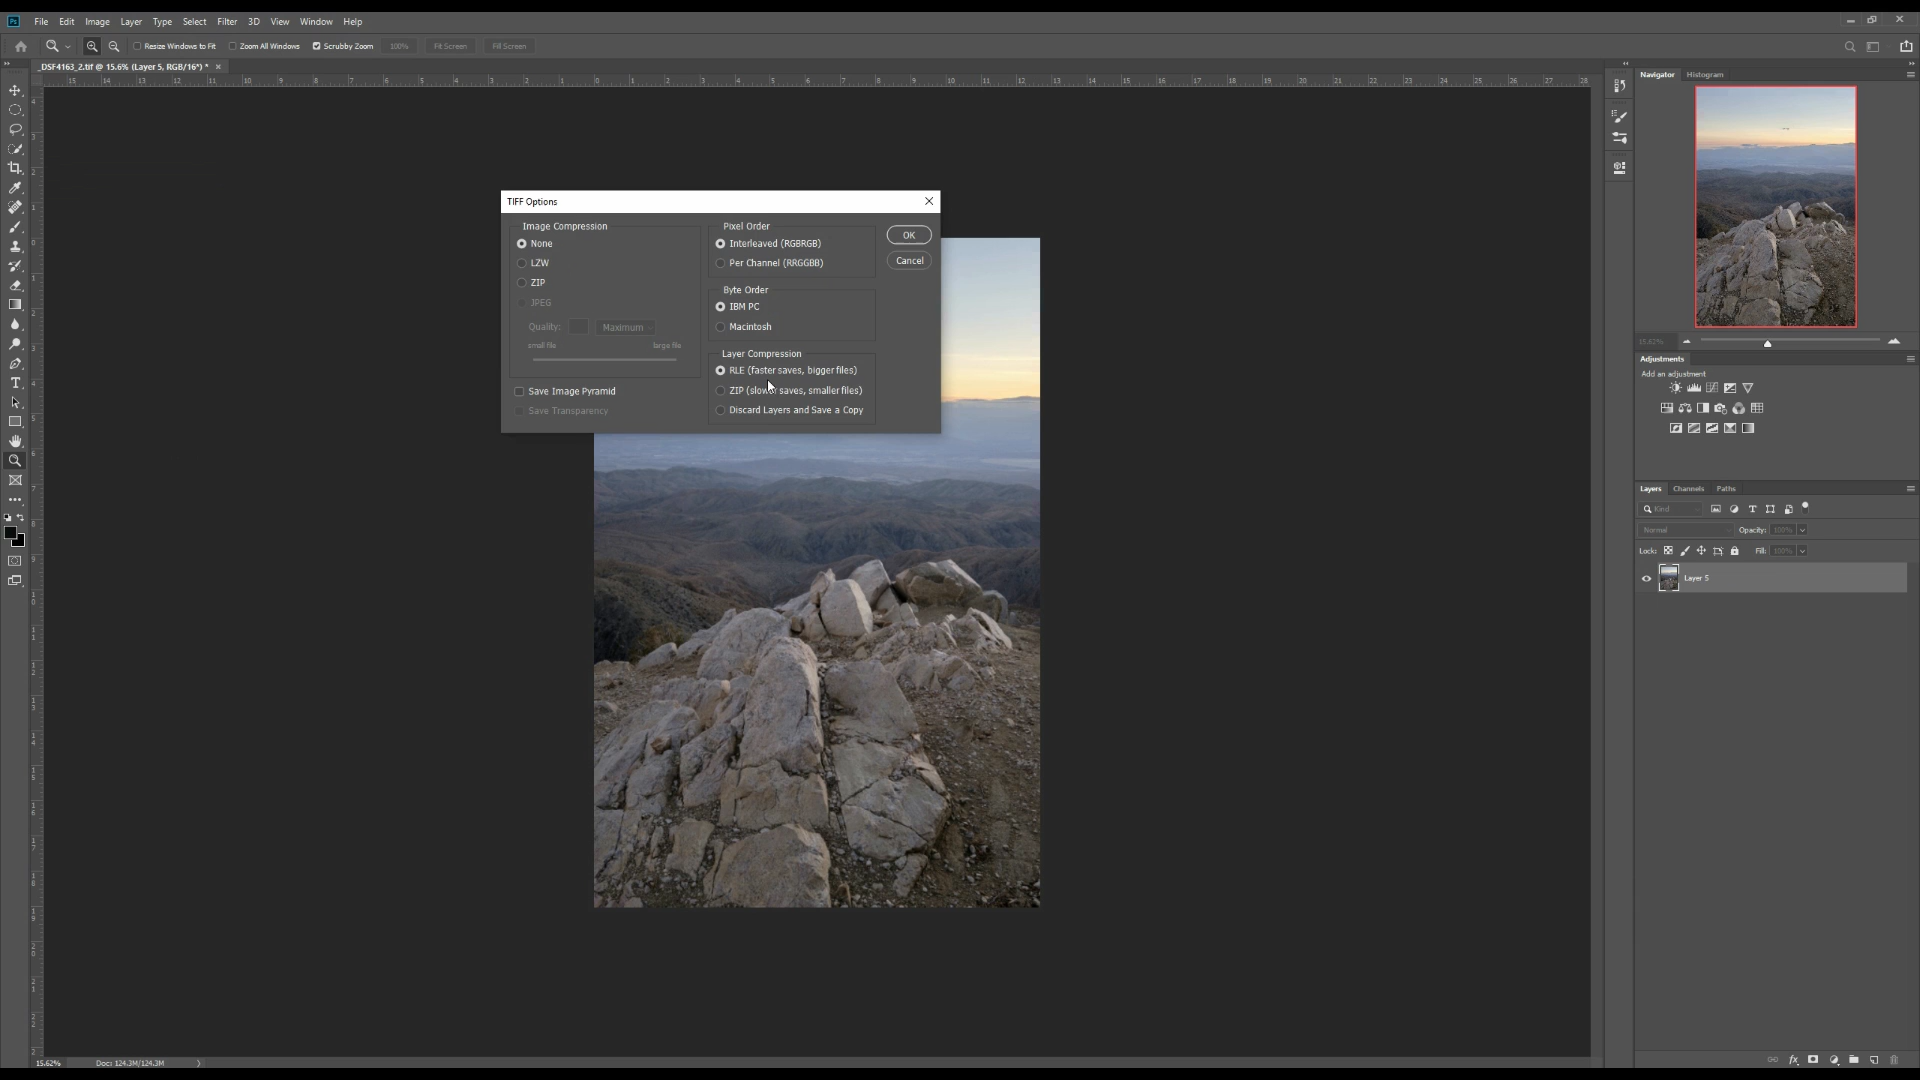 Ps File Edit Image Layer Type Select Filter 3D View Window Help
Resize Windows to Fit Zoom All Windows Scrubby Zoom 100% Fit Screen Fill Screen
_DSF4163_2.tif @ 15.6% (Layer 5, RGB/16*) *
Navigator Histogram
15.62%
Adjustments
Add an adjustment
Layers Channels Paths
Kind
Normal Opacity: 100%
Lock: Fill: 100%
Layer 5
TIFF Options
Image Compression
None
LZW
ZIP
JPEG
Quality: Maximum
small file large file
Save Image Pyramid
Save Transparency
Pixel Order
Interleaved (RGBRGB)
Per Channel (RRGGBB)
Byte Order
IBM PC
Macintosh
Layer Compression
RLE (faster saves, bigger files)
ZIP (slower saves, smaller files)
Discard Layers and Save a Copy
OK
Cancel
15.62% Doc: 124.3M/124.3M